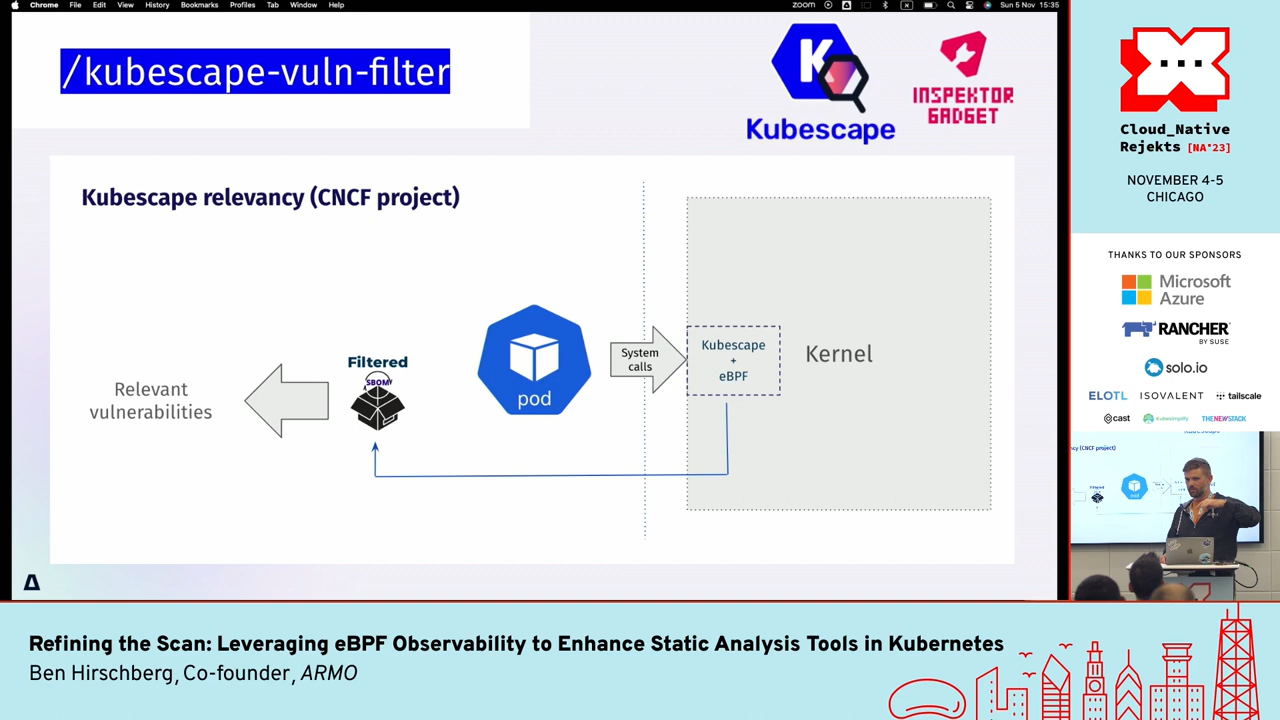 Chrome File Edit View History Bookmarks Profiles Tab Window Help
zoom
Sun 5 Nov 15:35
/kubescape-vuln-filter
Kubescape
INSPEKTOR
GADGET
Kubescape relevancy (CNCF project)
Relevant
vulnerabilities
Filtered
SBOM
pod
System
calls
Kubescape
+
eBPF
Kernel
Cloud_Native
Rejekts [NA'23]
NOVEMBER 4-5
CHICAGO
THANKS TO OUR SPONSORS
Microsoft
Azure
RANCHER
BY SUSE
solo.io
ELOTL ISOVALENT tailscale
cast kubesimplify THENEWSTACK
Filtered
pod
Refining the Scan: Leveraging eBPF Observability to Enhance Static Analysis Tools in Kubernetes
Ben Hirschberg, Co-founder, ARMO